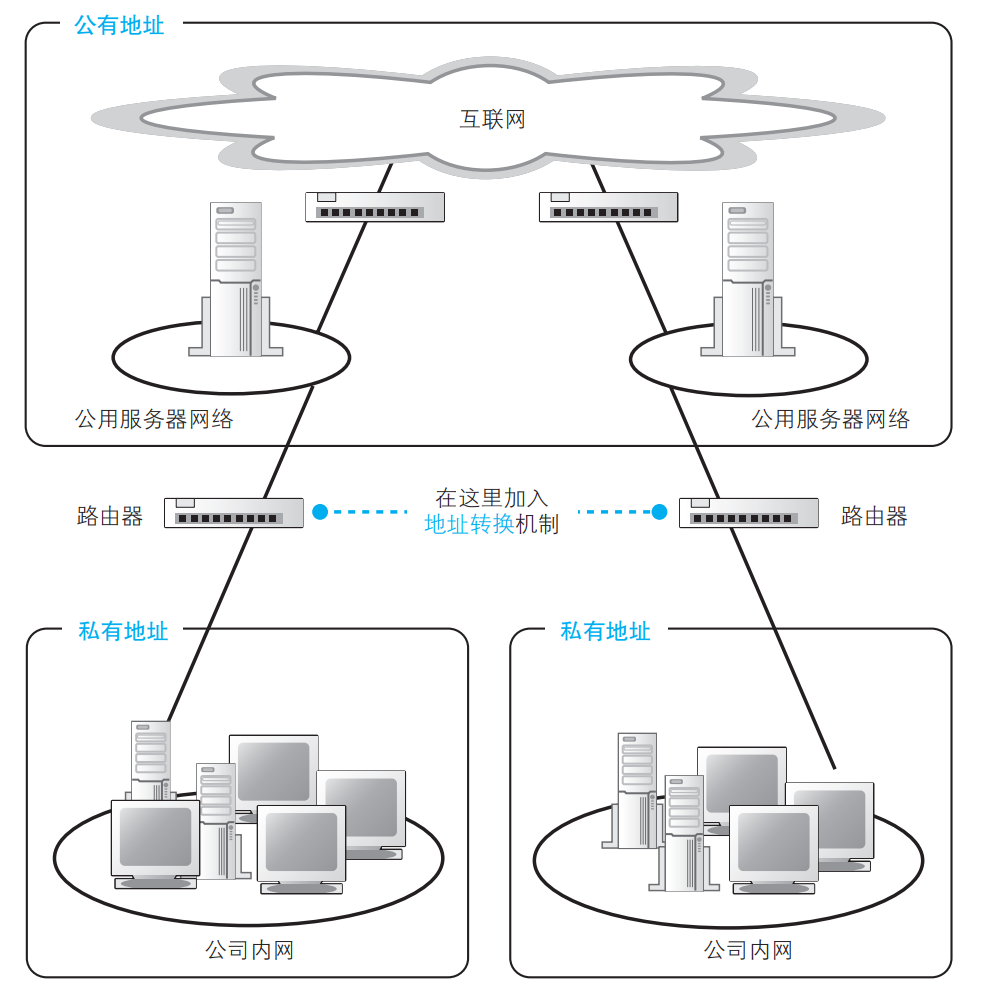 公有地址
互联网
公用服务器网络
公用服务器网络
路由器
在这里加入
地址转换机制
路由器
私有地址
私有地址
公司内网
公司内网